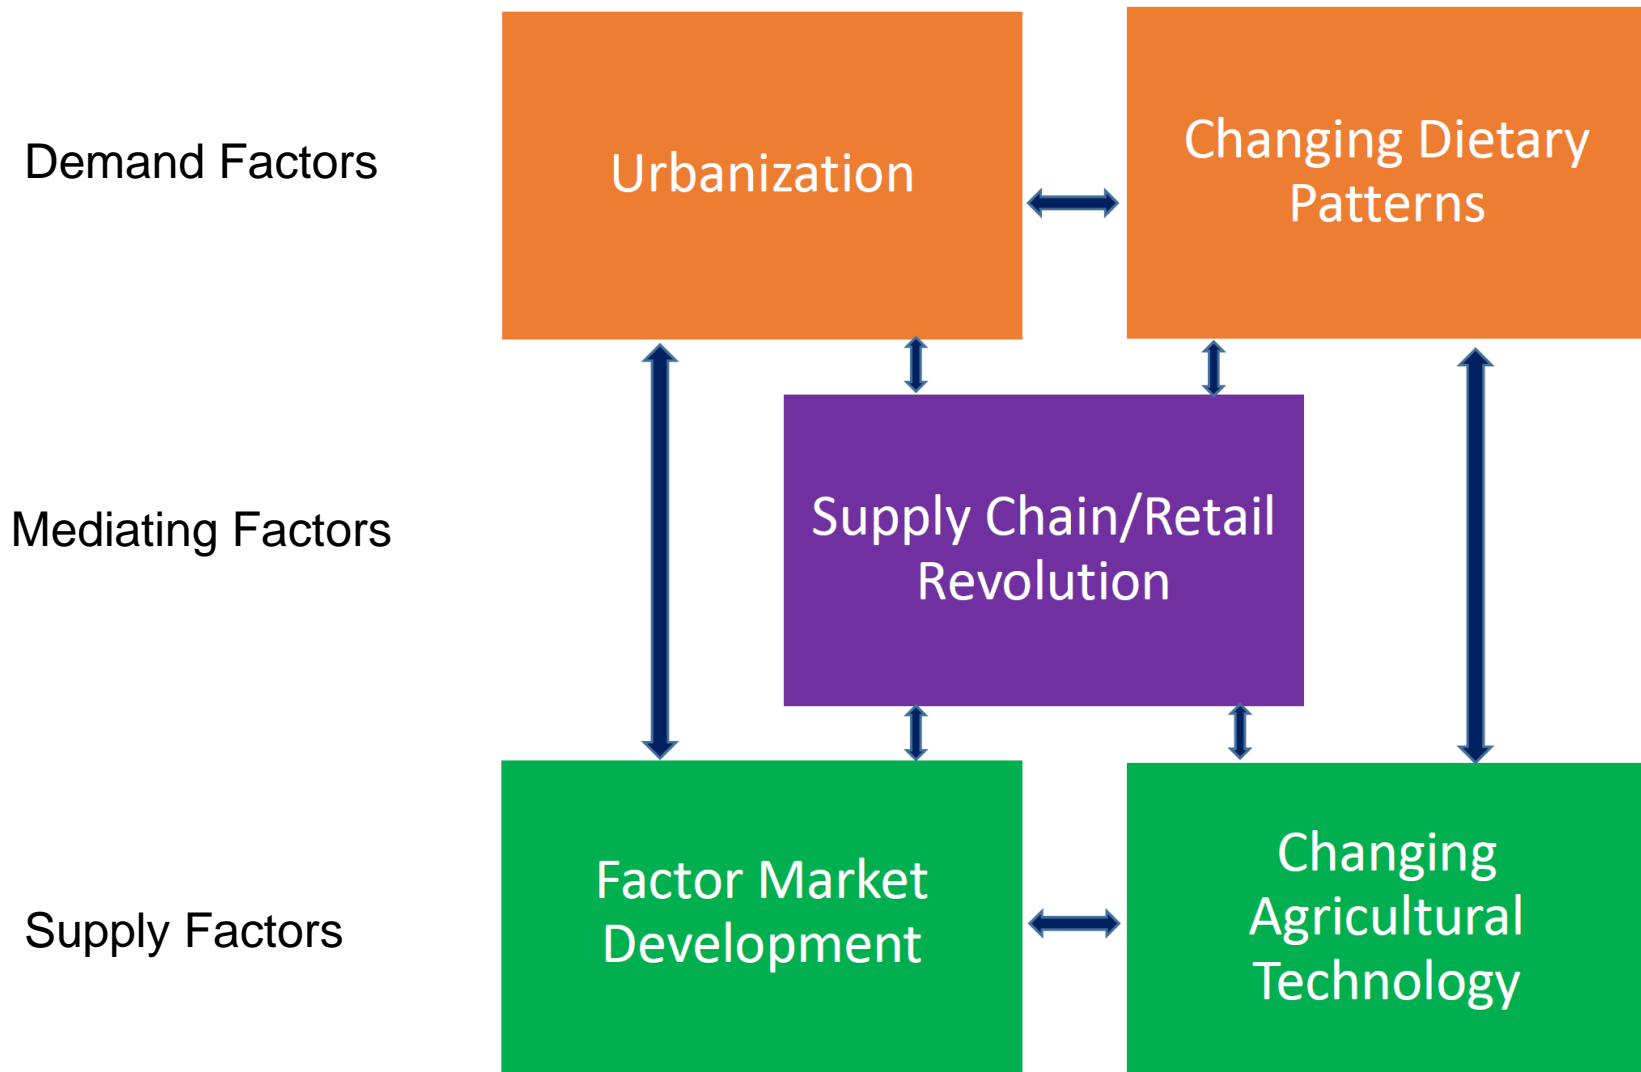 Demand Factors
Urbanization
Changing Dietary
Patterns
Mediating Factors
Supply Chain/Retail
Revolution
Supply Factors
Factor Market
Development
Changing
Agricultural
Technology